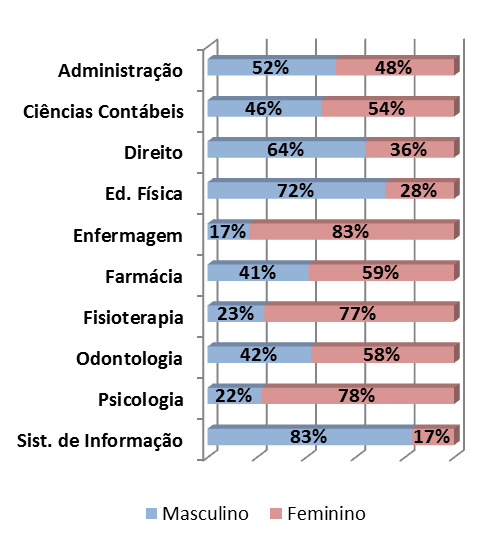 Administração 52% 48%
Ciências Contábeis 46% 54%
Direito 64% 36%
Ed. Física 72% 28%
Enfermagem 17% 83%
Farmácia 41% 59%
Fisioterapia 23% 77%
Odontologia 42% 58%
Psicologia 22% 78%
Sist. de Informação 83% 17%
Masculino Feminino